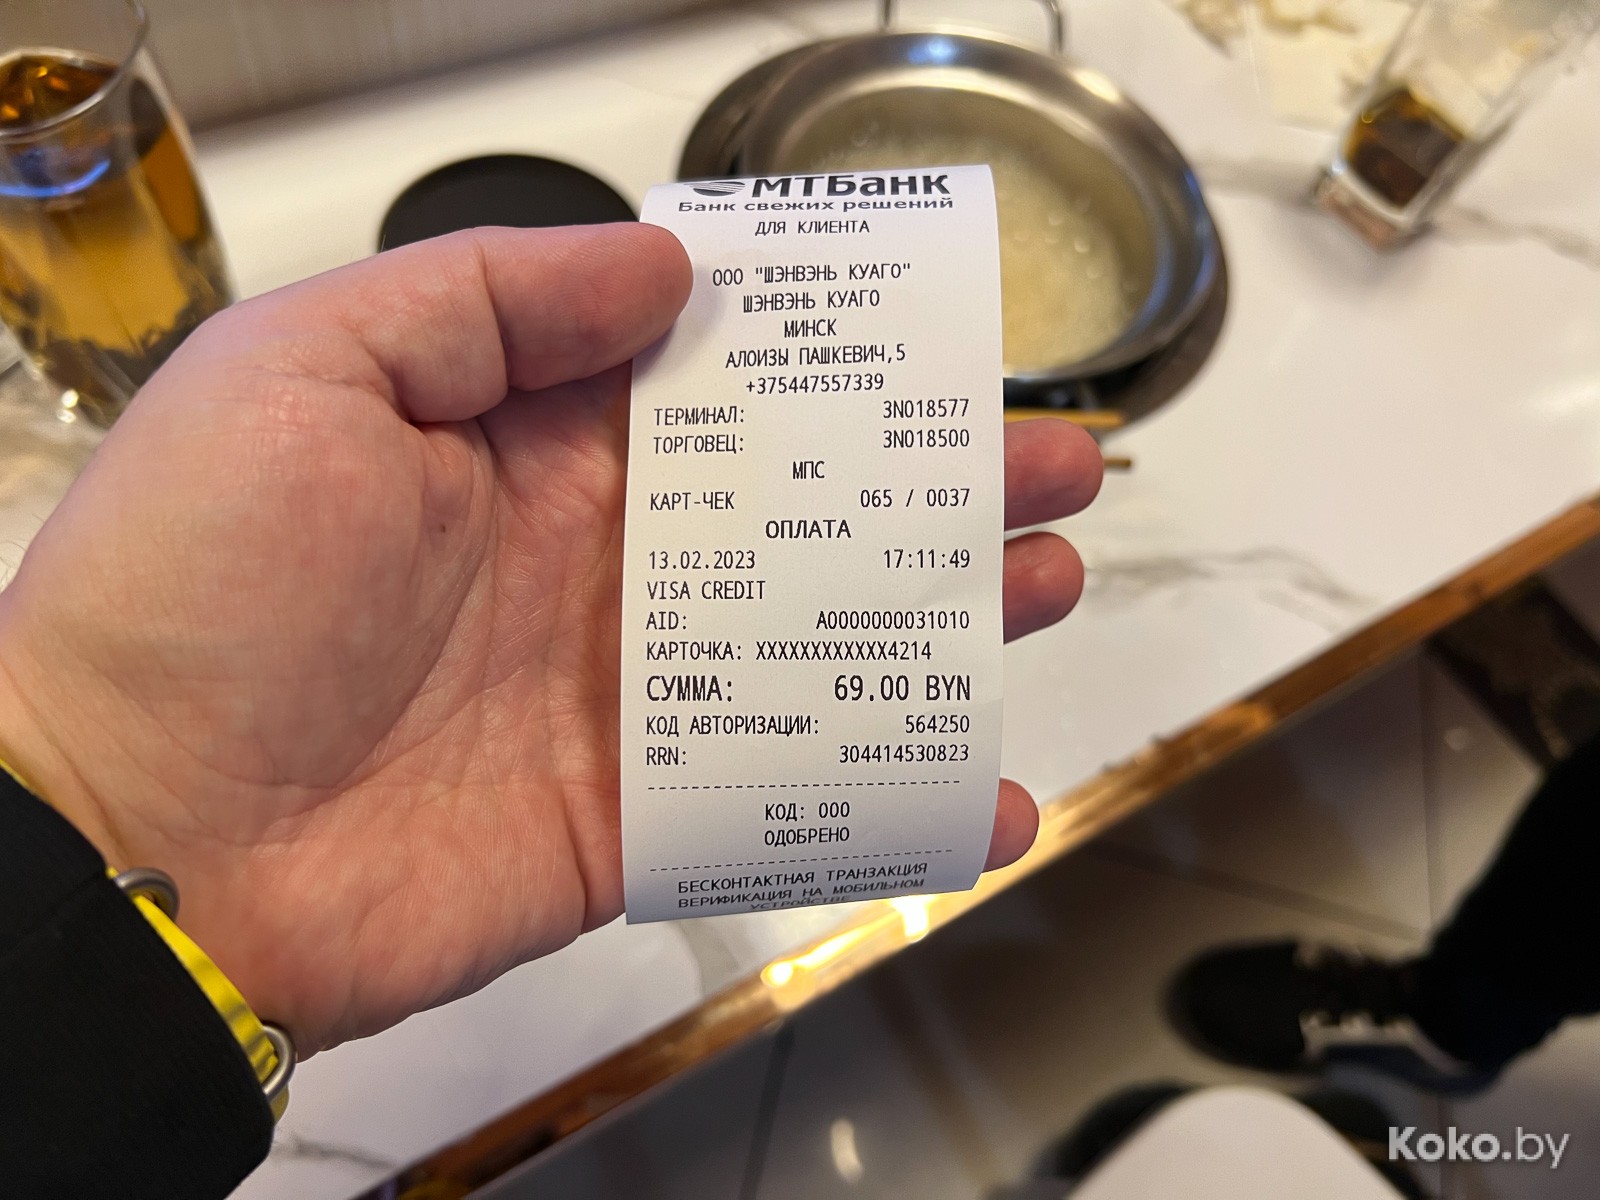 МТБанк
Банк свежих решений
ДЛЯ КЛИЕНТА
ООО "ШЭНВЭНЬ КУАГО"
ШЭНВЭНЬ КУАГО
МИНСК
АЛОИЗЫ ПАШКЕВИЧ,5
+375447557339
ТЕРМИНАЛ: 3N018577
ТОРГОВЕЦ: 3N018500
МПС
КАРТ-ЧЕК 065 / 0037
ОПЛАТА
13.02.2023 17:11:49
VISA CREDIT
AID: A0000000031010
КАРТОЧКА: XXXXXXXXXXXX4214
СУММА: 69.00 BYN
КОД АВТОРИЗАЦИИ: 564250
RRN: 304414530823
КОД: 000
ОДОБРЕНО
БЕСКОНТАКТНАЯ ТРАНЗАКЦИЯ
ВЕРИФИКАЦИЯ НА МОБИЛЬНОМ
УСТРОЙСТВЕ
Koko.by